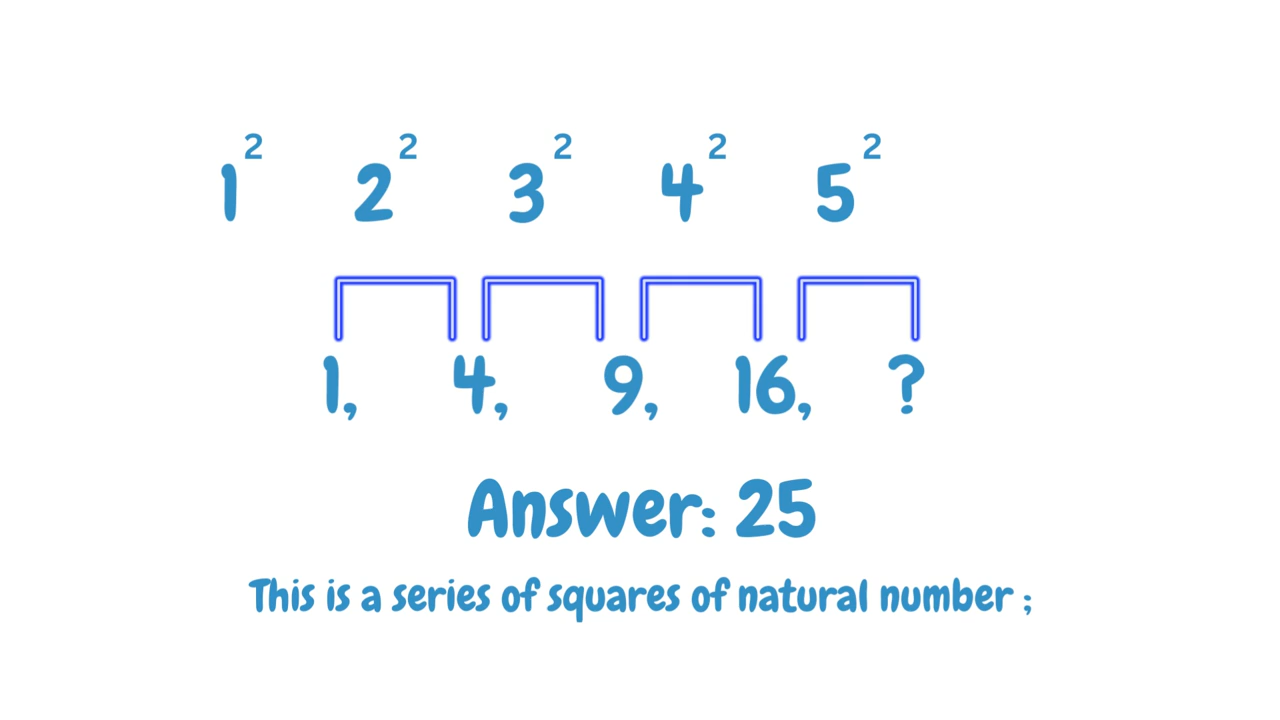 1² 2² 3² 4² 5²
1, 4, 9, 16, ?
Answer: 25
This is a series of squares of natural number ;